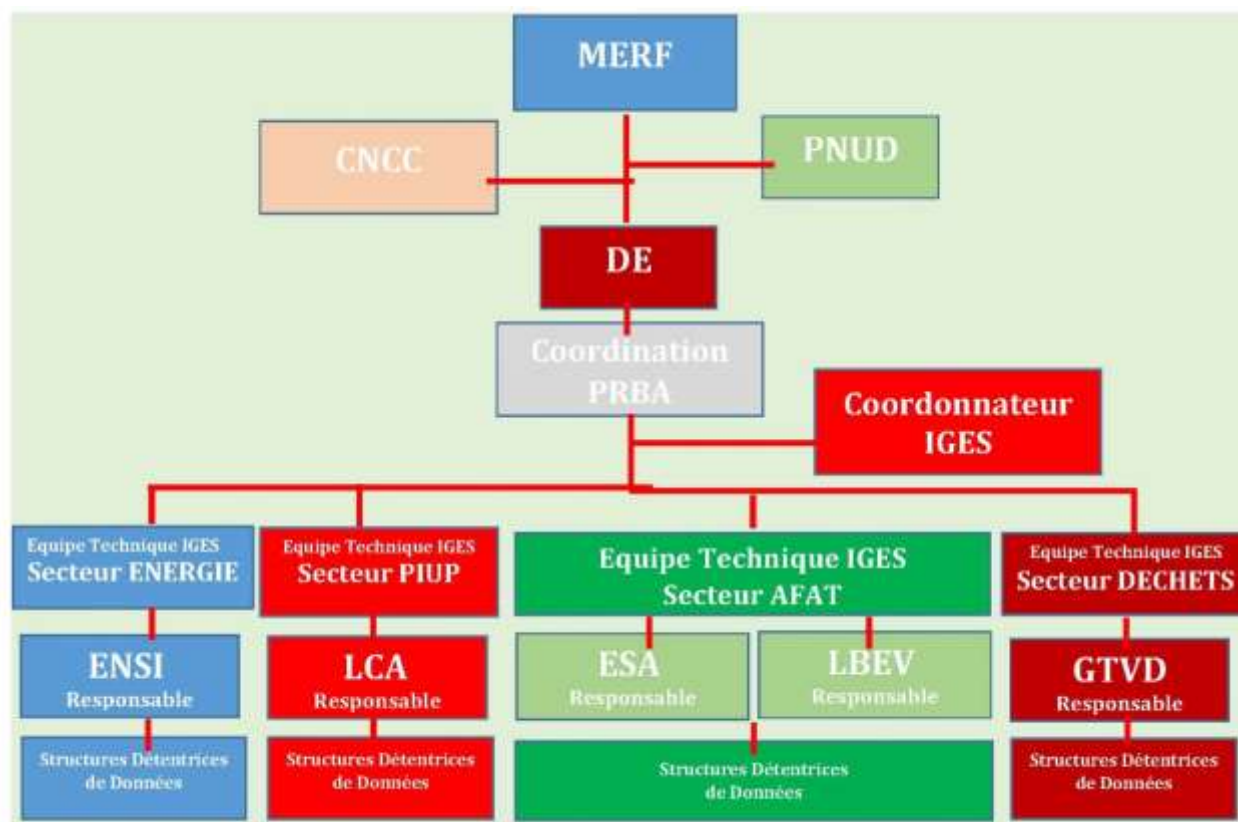 MERF
CNCC
PNUD
DE
Coordination
PRBA
Coordonnateur
IGES
Equipe Technique IGES
Secteur ENERGIE
Equipe Technique IGES
Secteur PIUP
Equipe Technique IGES
Secteur AFAT
Equipe Technique IGES
Secteur DECHETS
ENSI
Responsable
LCA
Responsable
ESA
Responsable
LBEV
Responsable
GTVD
Responsable
Structures Détentrices
de Données
Structures Détentrices
de Données
Structures Détentrices
de Données
Structures Détentrices
de Données